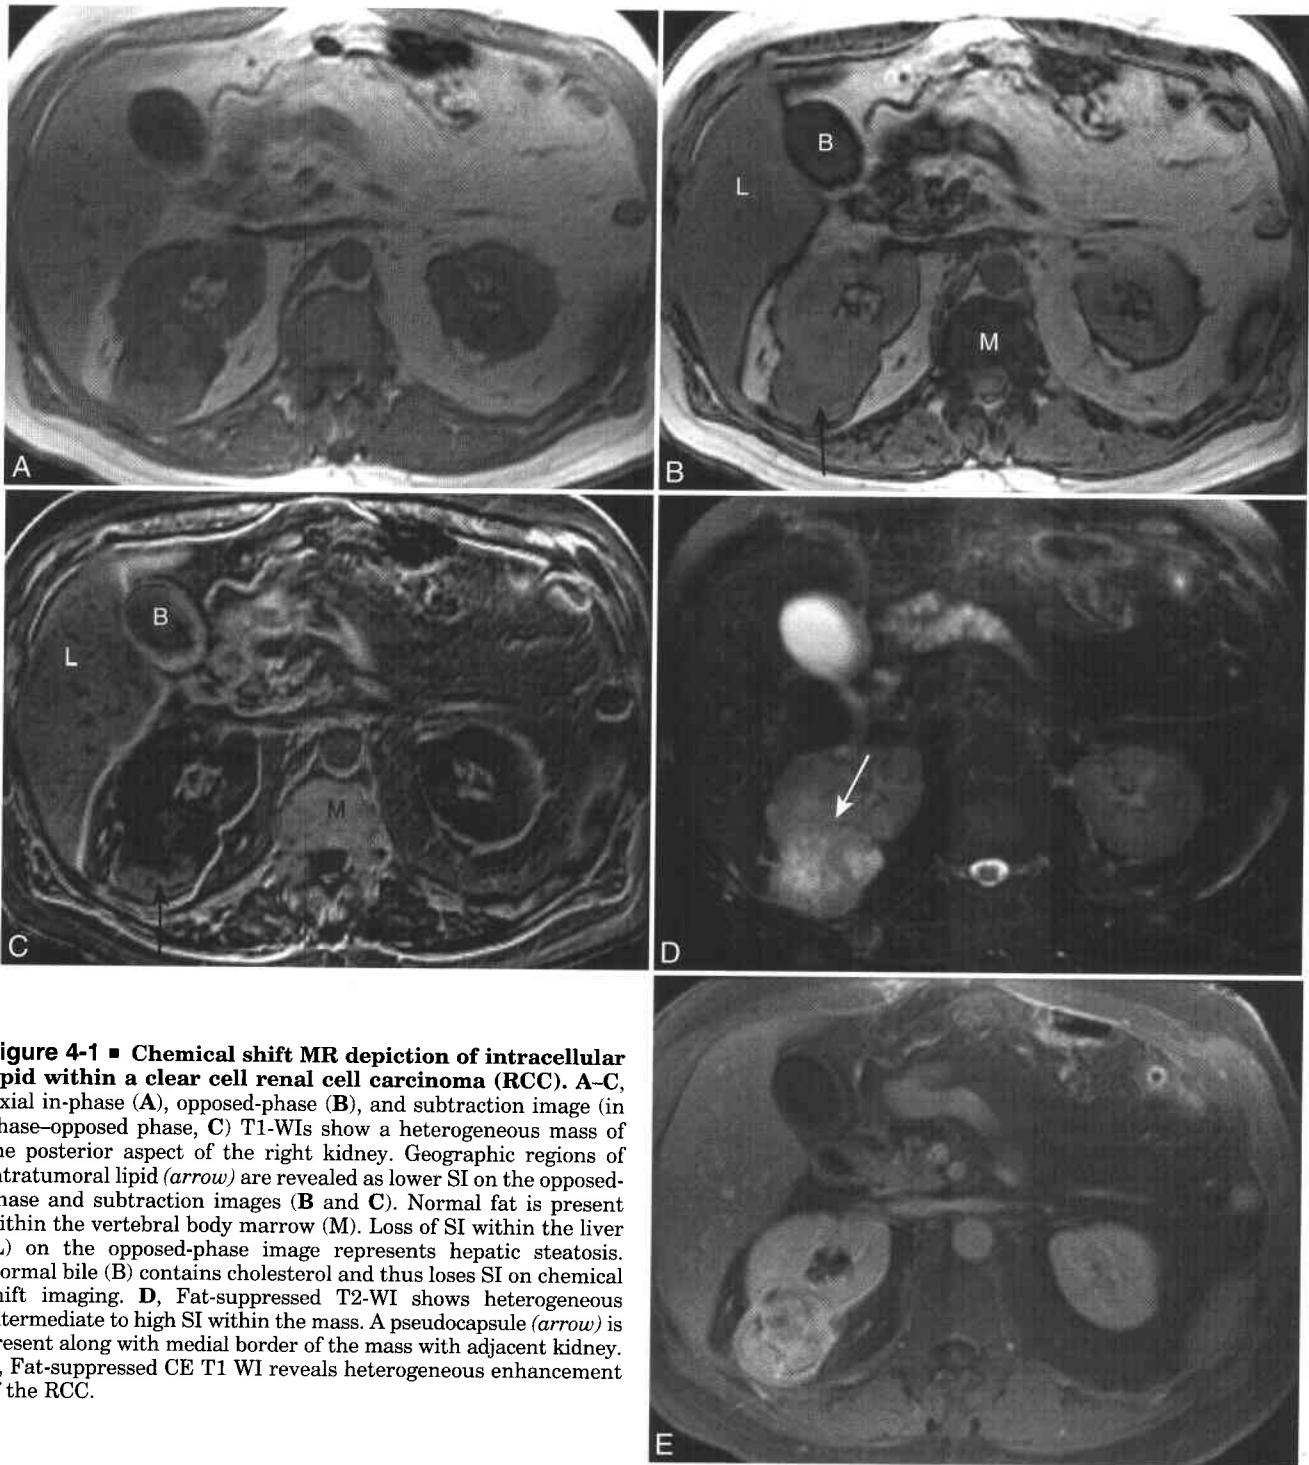 B
L
M
A
B
B
L
M
C
D
igure 4-1 ■ Chemical shift MR depiction of intracellular
pid within a clear cell renal cell carcinoma (RCC). A–C,
xial in-phase (A), opposed-phase (B), and subtraction image (in
hase–opposed phase, C) T1-WIs show a heterogeneous mass of
he posterior aspect of the right kidney. Geographic regions of
ntratumoral lipid (arrow) are revealed as lower SI on the opposed-
hase and subtraction images (B and C). Normal fat is present
ithin the vertebral body marrow (M). Loss of SI within the liver
) on the opposed-phase image represents hepatic steatosis.
ormal bile (B) contains cholesterol and thus loses SI on chemical
hift imaging. D, Fat-suppressed T2-WI shows heterogeneous
ntermediate to high SI within the mass. A pseudocapsule (arrow) is
resent along with medial border of the mass with adjacent kidney.
, Fat-suppressed CE T1 WI reveals heterogeneous enhancement
f the RCC.
E